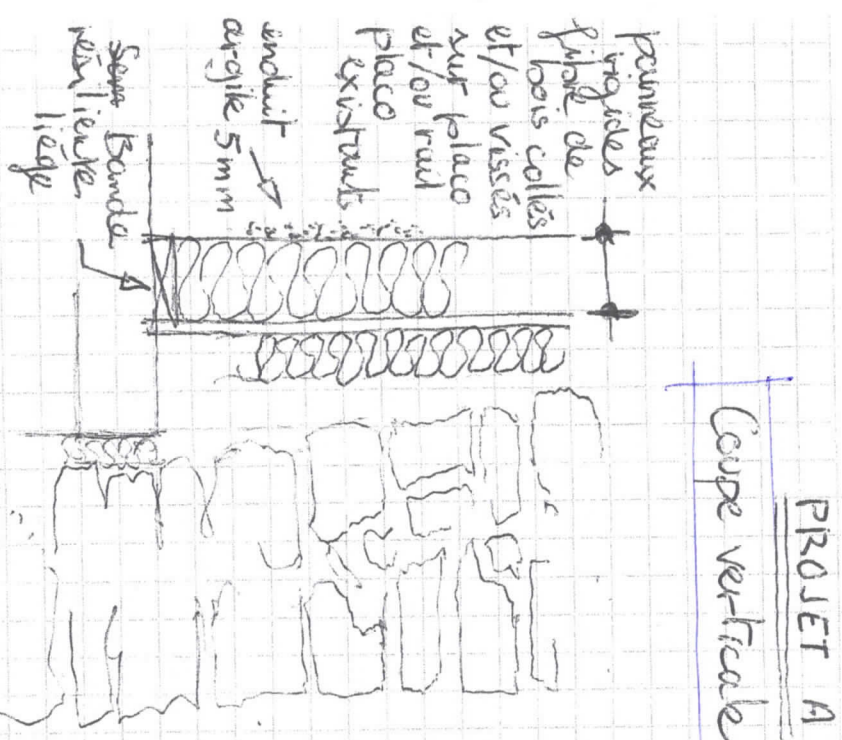 PROJET A
Coupe verticale
panneaux
rigides
fibre de
bois collés
et/ou vissés
sur placo
et/ou rail
placo
existants
enduit
argile 5mm
Bande
résiliente
liège